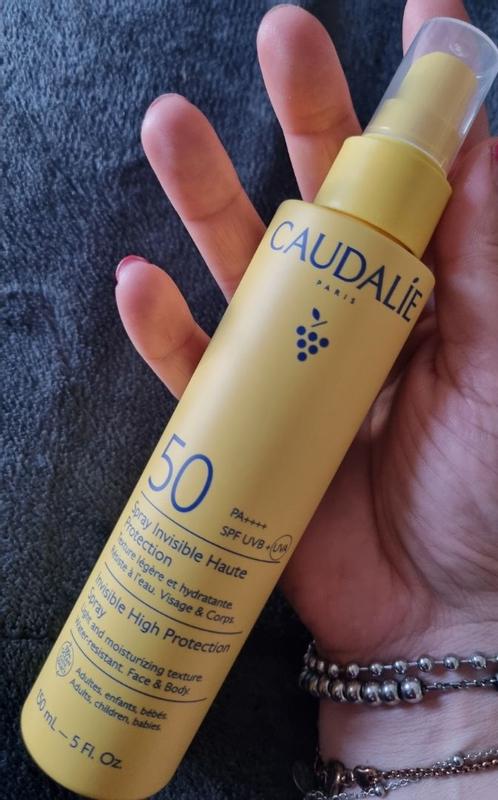 CAUDALÍE
PARIS
50
PA++++
SPF UVB + UVA
Spray Invisible Haute
Protection
Texture légère et hydratante.
Résiste à l'eau. Visage & Corps.
Invisible High Protection
Spray
Light and moisturizing texture.
Water-resistant. Face & Body.
Adultes, enfants, bébés.
Adults, children, babies.
150 mL – 5 Fl. Oz.